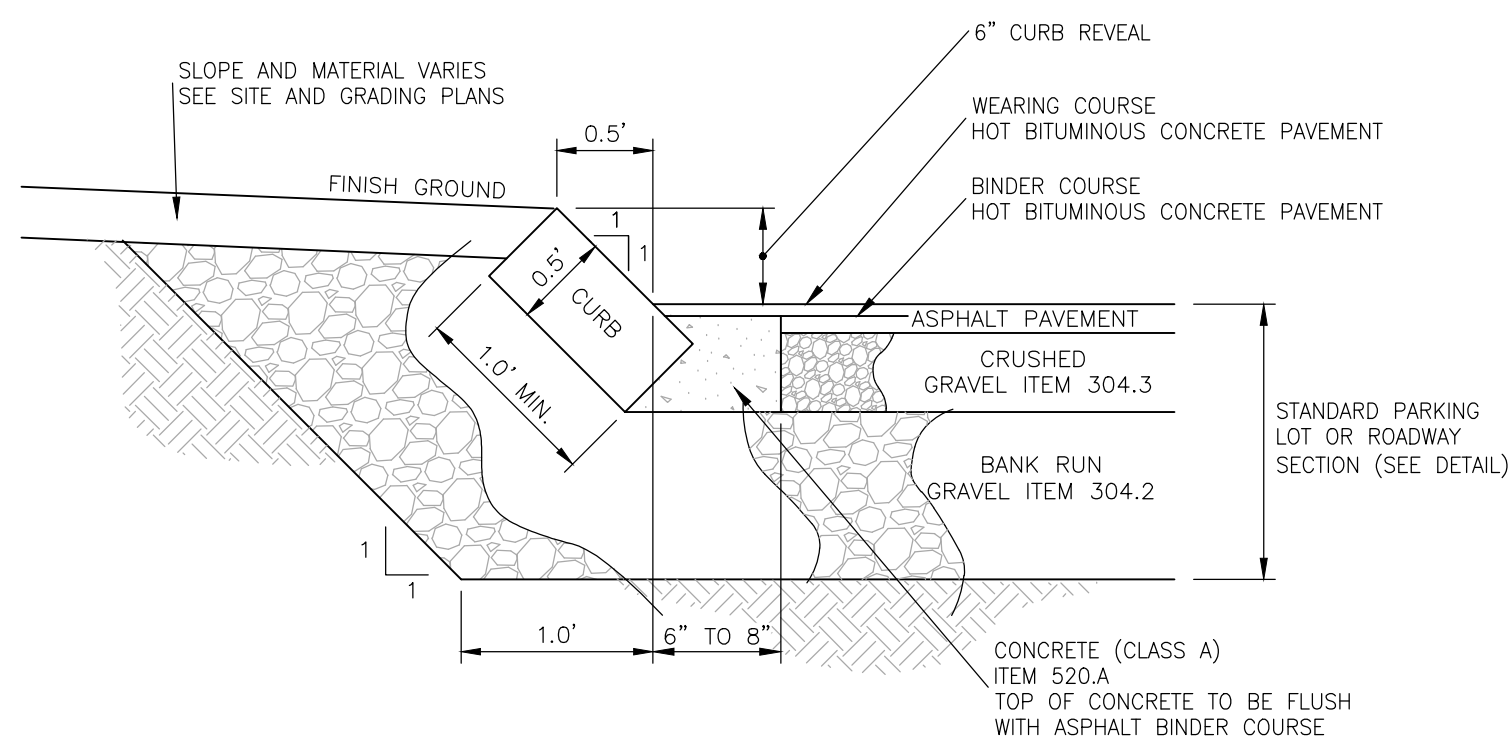 6” CURB REVEAL
SLOPE AND MATERIAL VARIES
SEE SITE AND GRADING PLANS
WEARING COURSE
HOT BITUMINOUS CONCRETE PAVEMENT
0.5'
FINISH GROUND
BINDER COURSE
HOT BITUMINOUS CONCRETE PAVEMENT
1
1
0.5'
CURB
1.0' MIN.
ASPHALT PAVEMENT
CRUSHED
GRAVEL ITEM 304.3
STANDARD PARKING
LOT OR ROADWAY
SECTION (SEE DETAIL)
BANK RUN
GRAVEL ITEM 304.2
1
1
1.0'
6” TO 8”
CONCRETE (CLASS A)
ITEM 520.A
TOP OF CONCRETE TO BE FLUSH
WITH ASPHALT BINDER COURSE